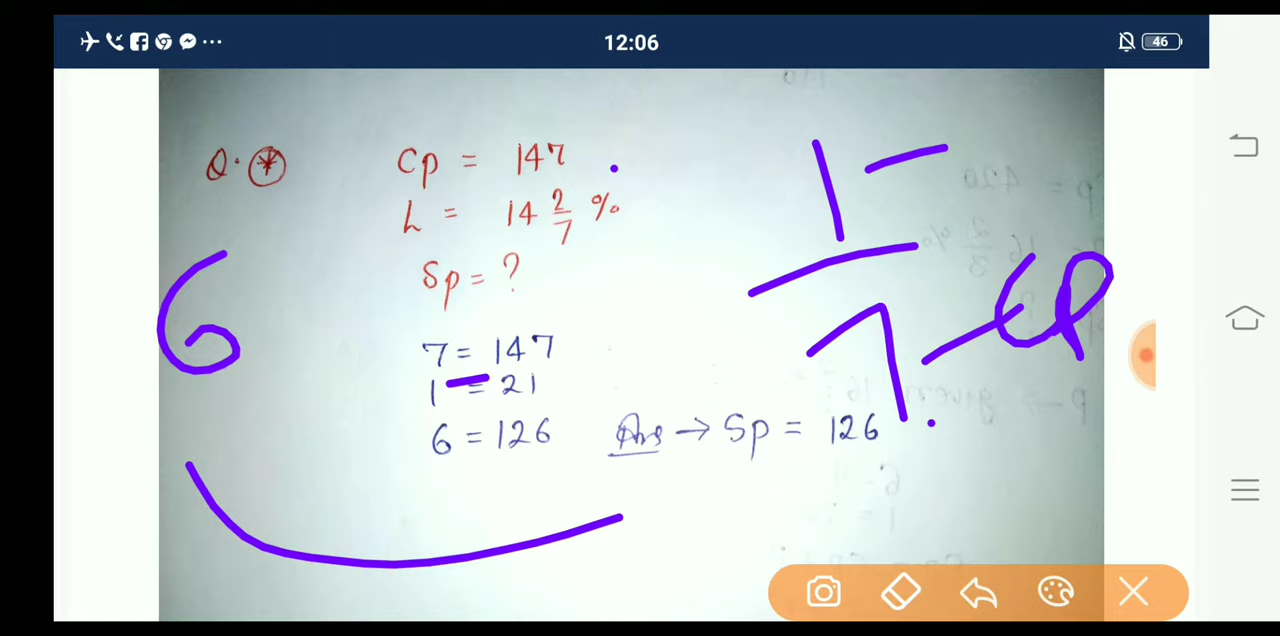 12:06
46
Q. *
Cp = 147
L = 14 2/7 %
Sp = ?
7 = 147
1 = 21
6 = 126
Ans → Sp = 126
6
1 -
7 - CP